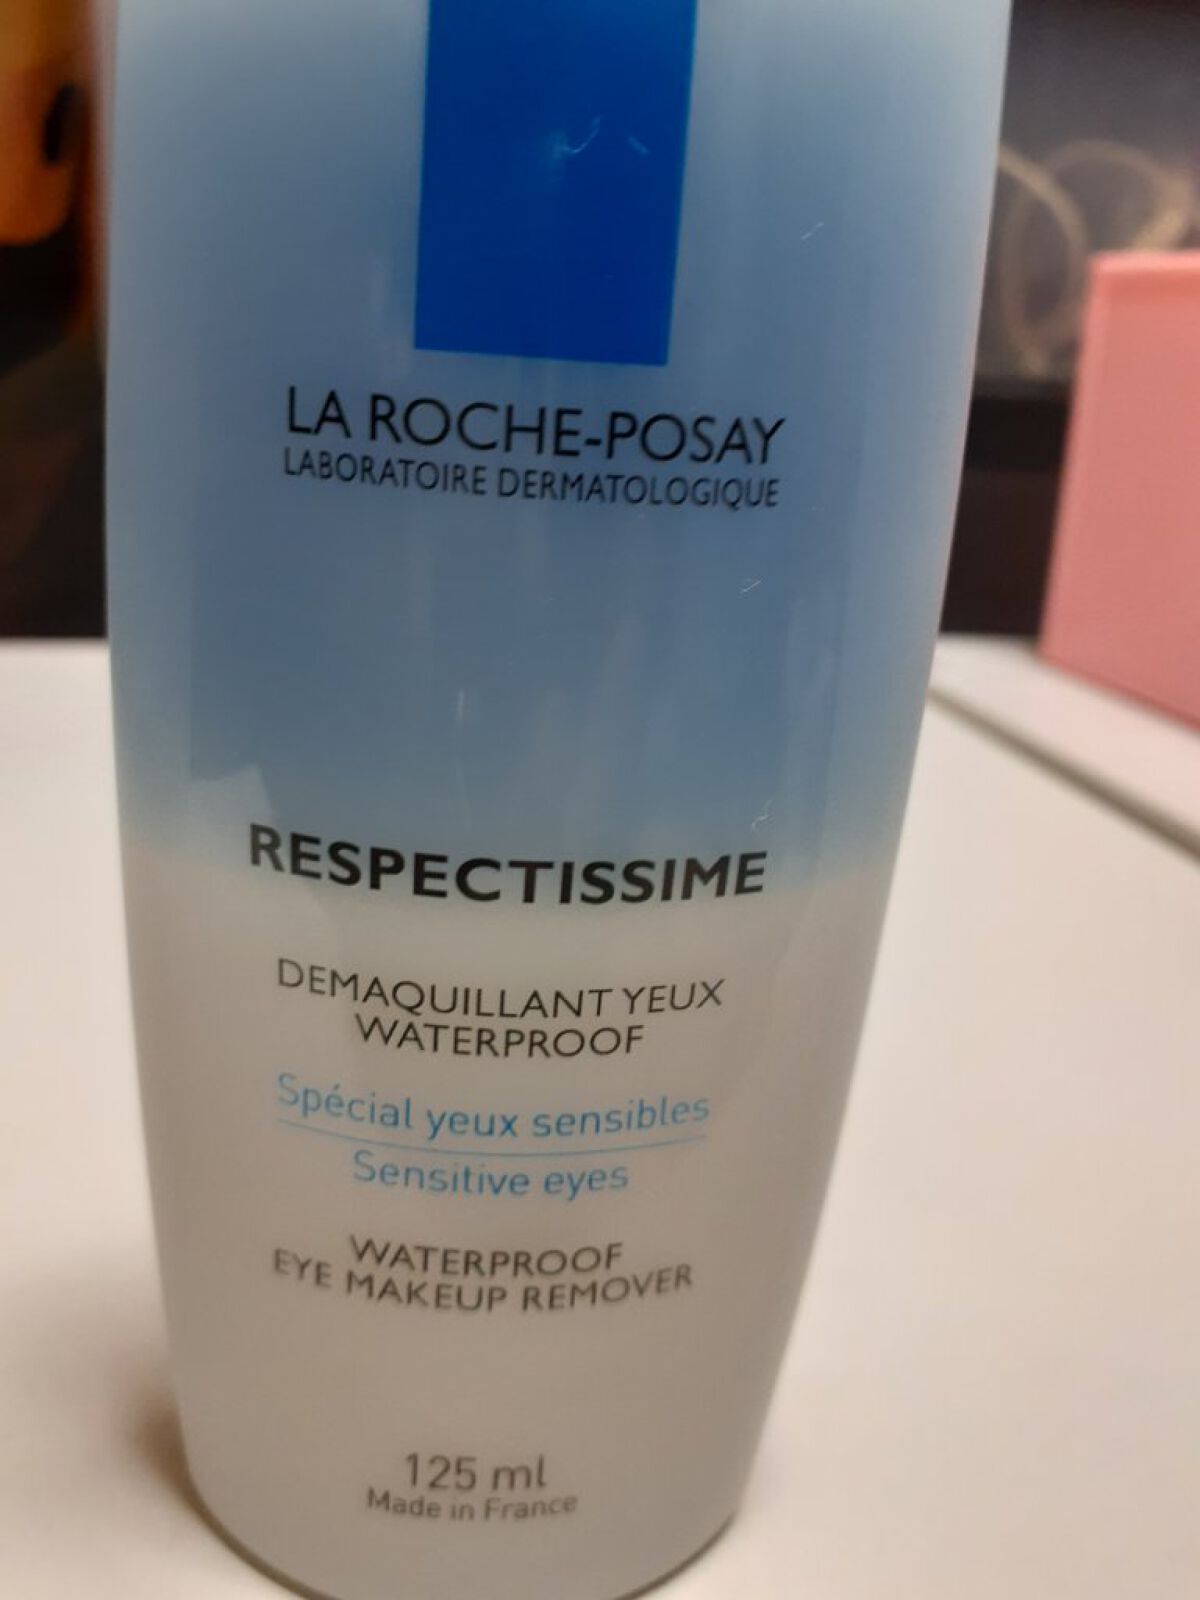 LA ROCHE-POSAY
LABORATOIRE DERMATOLOGIQUE
RESPECTISSIME
DEMAQUILLANT YEUX
WATERPROOF
Spécial yeux sensibles
Sensitive eyes
WATERPROOF
EYE MAKEUP REMOVER
125 ml
Made in France